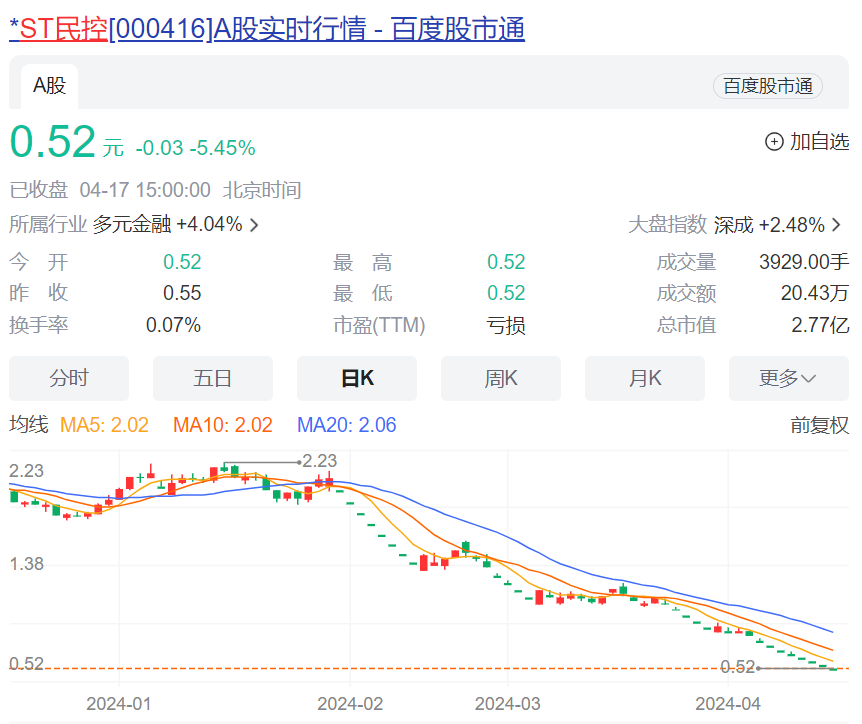 *ST民控[000416]A股实时行情 - 百度股市通
A股 百度股市通
0.52 元 -0.03 -5.45% 加自选
已收盘 04-17 15:00:00 北京时间
所属行业 多元金融 +4.04% 大盘指数 深成 +2.48%
今 开 0.52 最 高 0.52 成交量 3929.00手
昨 收 0.55 最 低 0.52 成交额 20.43万
换手率 0.07% 市盈(TTM) 亏损 总市值 2.77亿
分时 五日 日K 周K 月K 更多
均线 MA5: 2.02 MA10: 2.02 MA20: 2.06 前复权
2.23
2.23
1.38
0.52
0.52
2024-01 2024-02 2024-03 2024-04